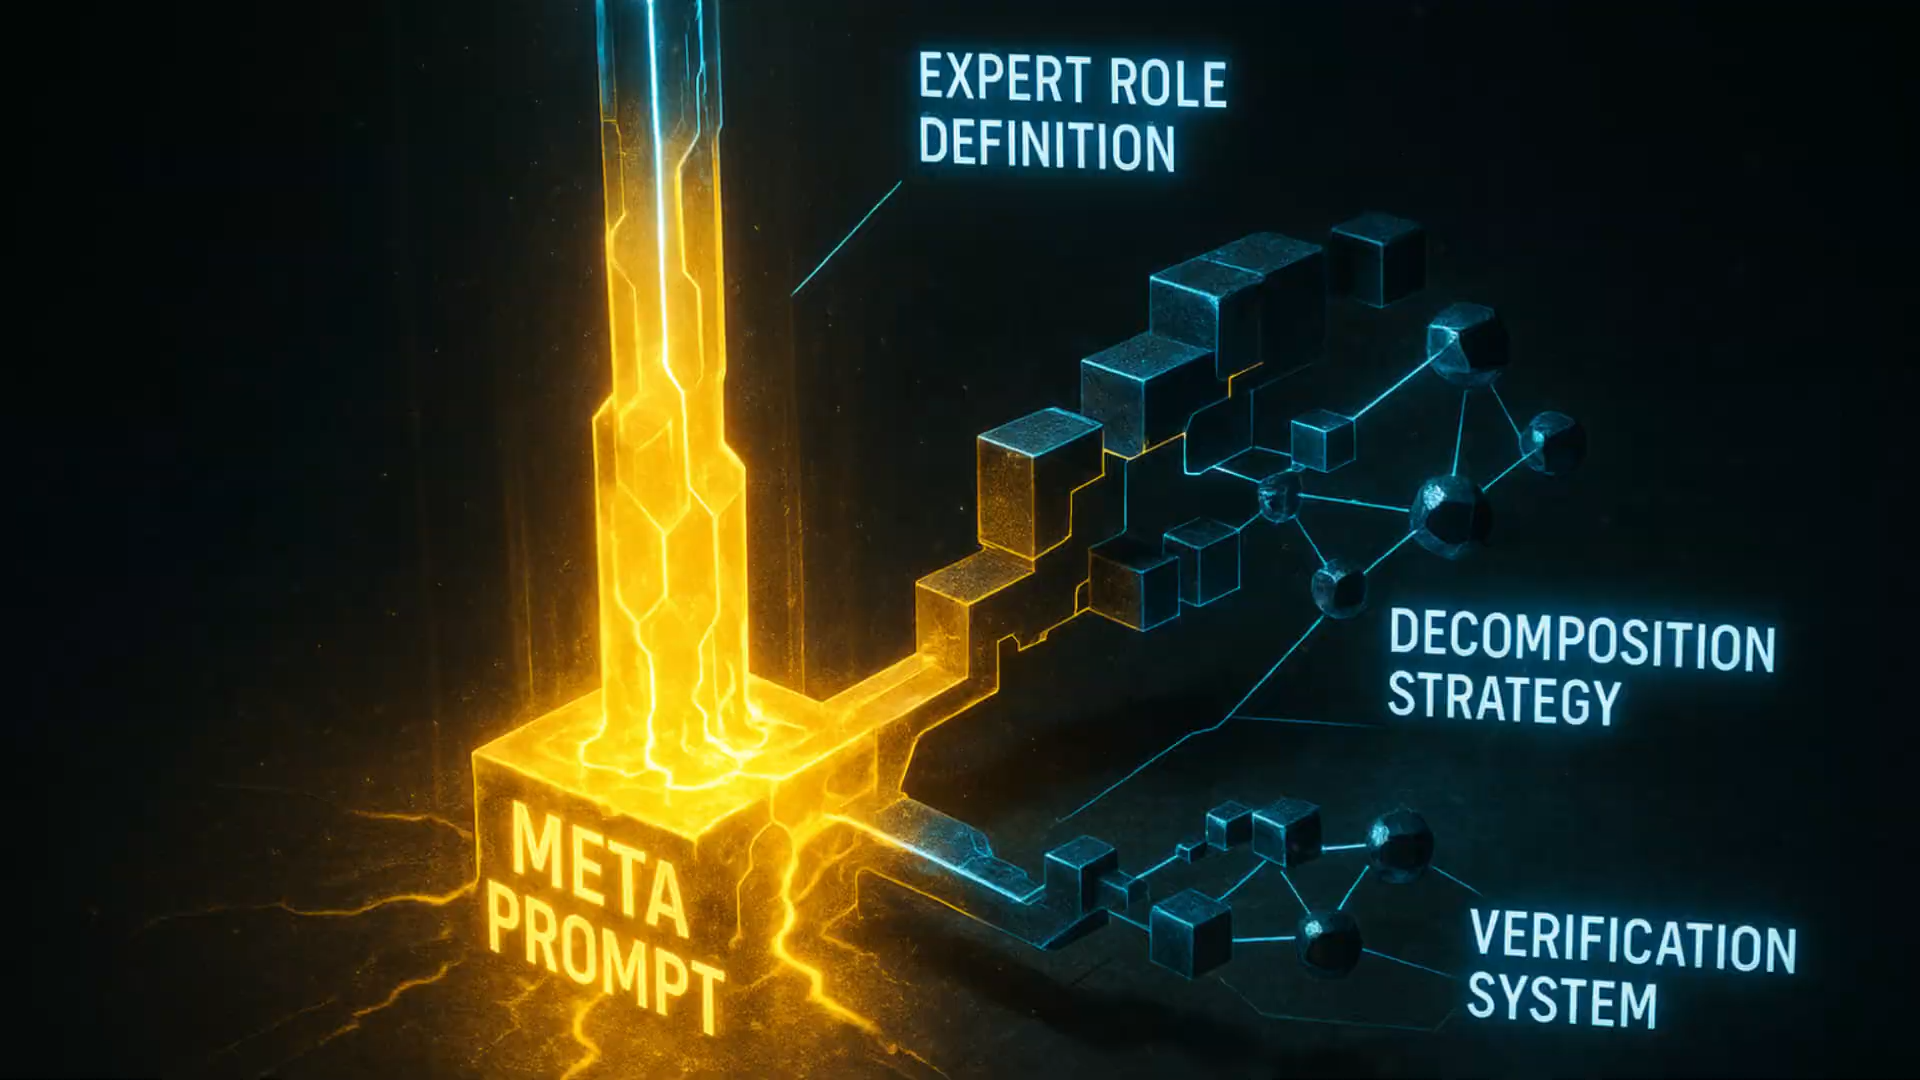 EXPERT ROLE
DEFINITION
DECOMPOSITION
STRATEGY
META
PROMPT
VERIFICATION
SYSTEM